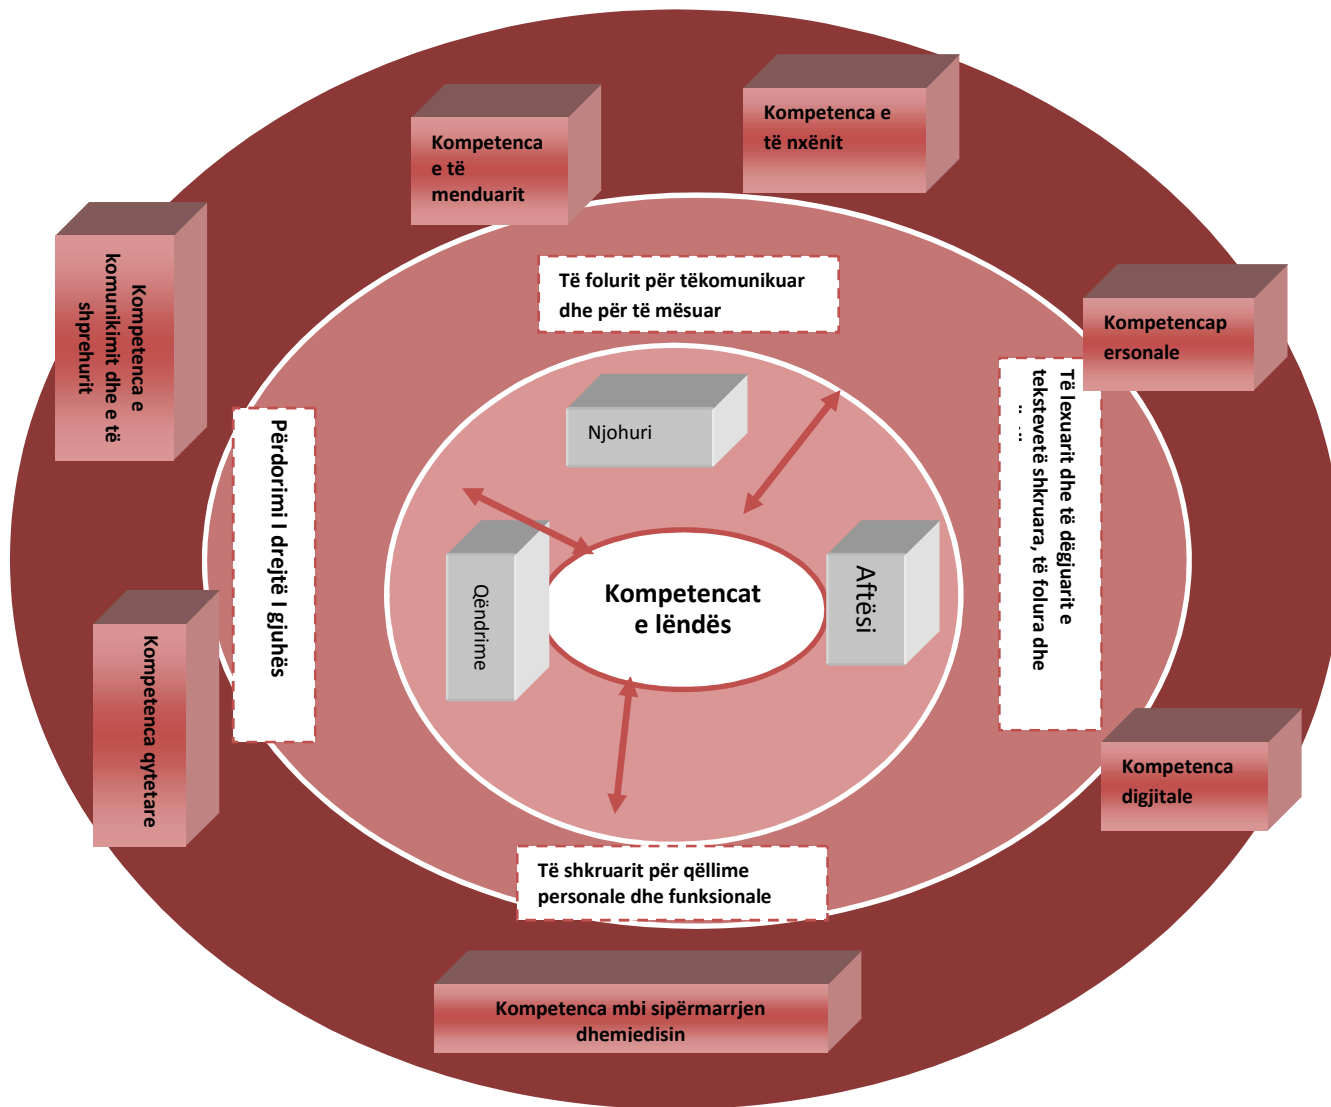 Kompetenca e
të nxënit
Kompetenca
e të
menduarit
Kompetenca e
komunikimit dhe e të
shprehurit
Të folurit për tëkomunikuar
dhe për të mësuar
Kompetencap
ersonale
Të lexuarit dhe të dëgjuarit e
tekstevetë shkruara, të folura dhe
Njohuri
Përdorimi I drejtë I gjuhës
Qëndrime
Kompetencat
e lëndës
Aftësi
Kompetenca qytetare
Kompetenca
digjitale
Të shkruarit për qëllime
personale dhe funksionale
Kompetenca mbi sipërmarrjen
dhemjedisin